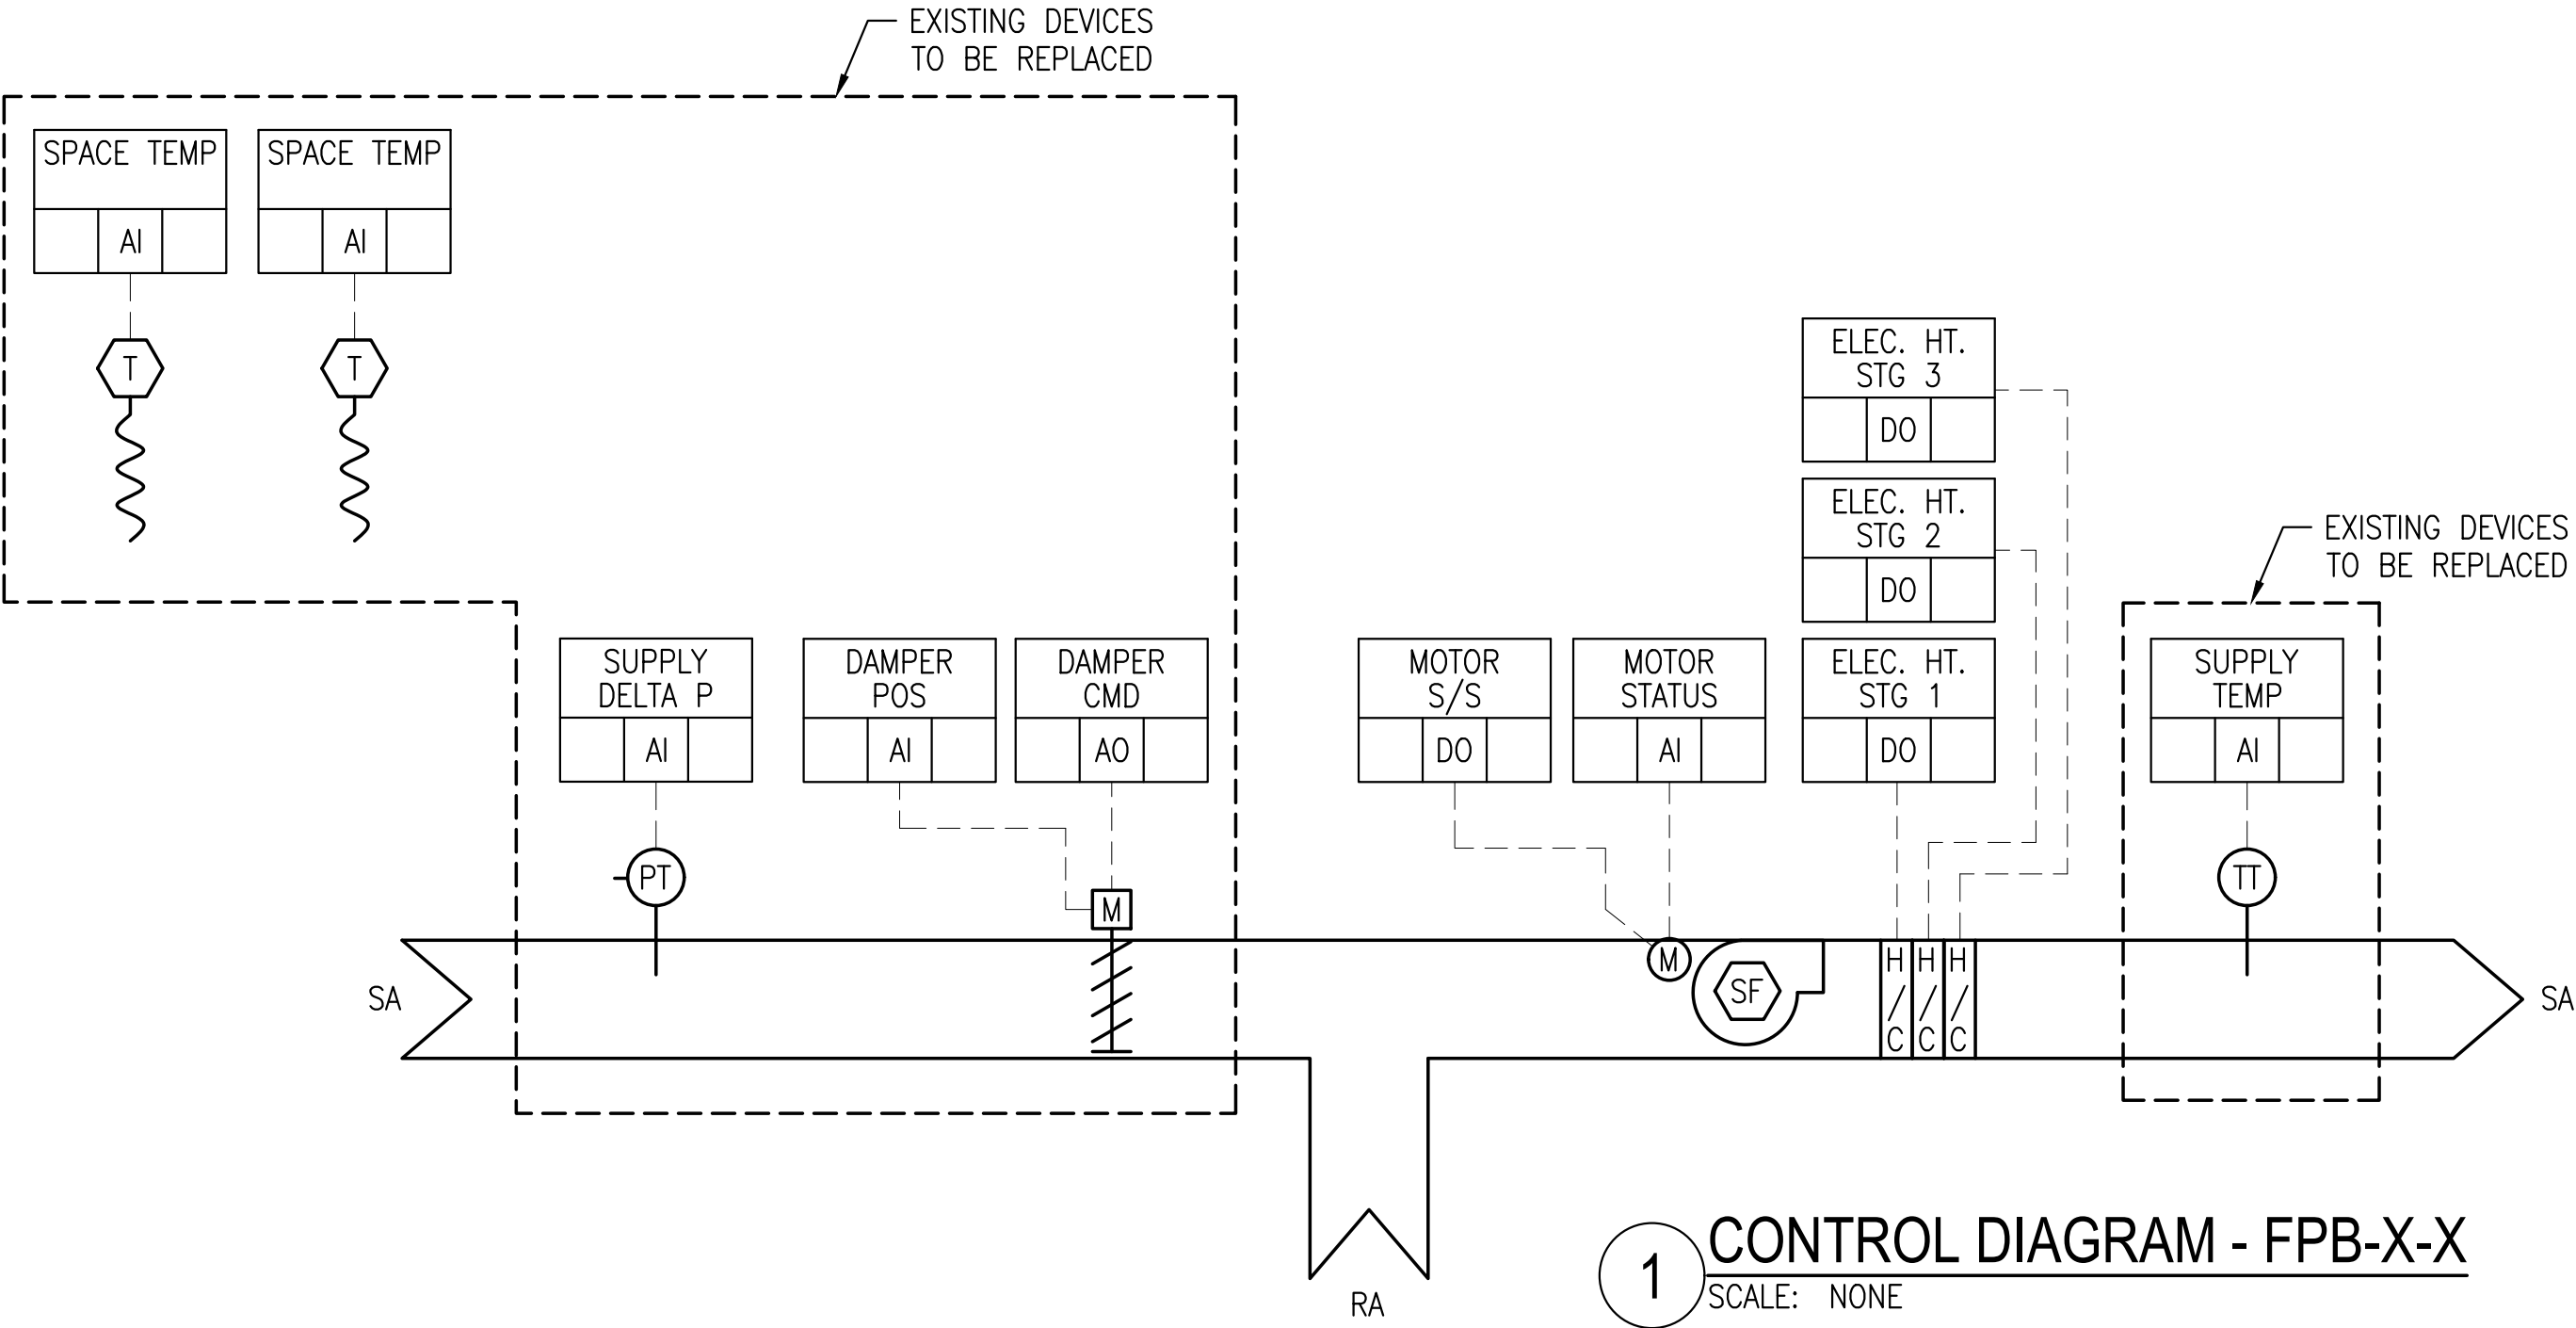 EXISTING DEVICES
TO BE REPLACED
SPACE TEMP
AI
SPACE TEMP
AI
T
T
ELEC. HT.
STG 3
DO
ELEC. HT.
STG 2
DO
EXISTING DEVICES
TO BE REPLACED
SUPPLY
DELTA P
AI
DAMPER
POS
AI
DAMPER
CMD
AO
MOTOR
S/S
DO
MOTOR
STATUS
AI
ELEC. HT.
STG 1
DO
SUPPLY
TEMP
AI
PT
M
TT
M
SF
H/C
H/C
H/C
SA
SA
RA
1
CONTROL DIAGRAM - FPB-X-X
SCALE: NONE